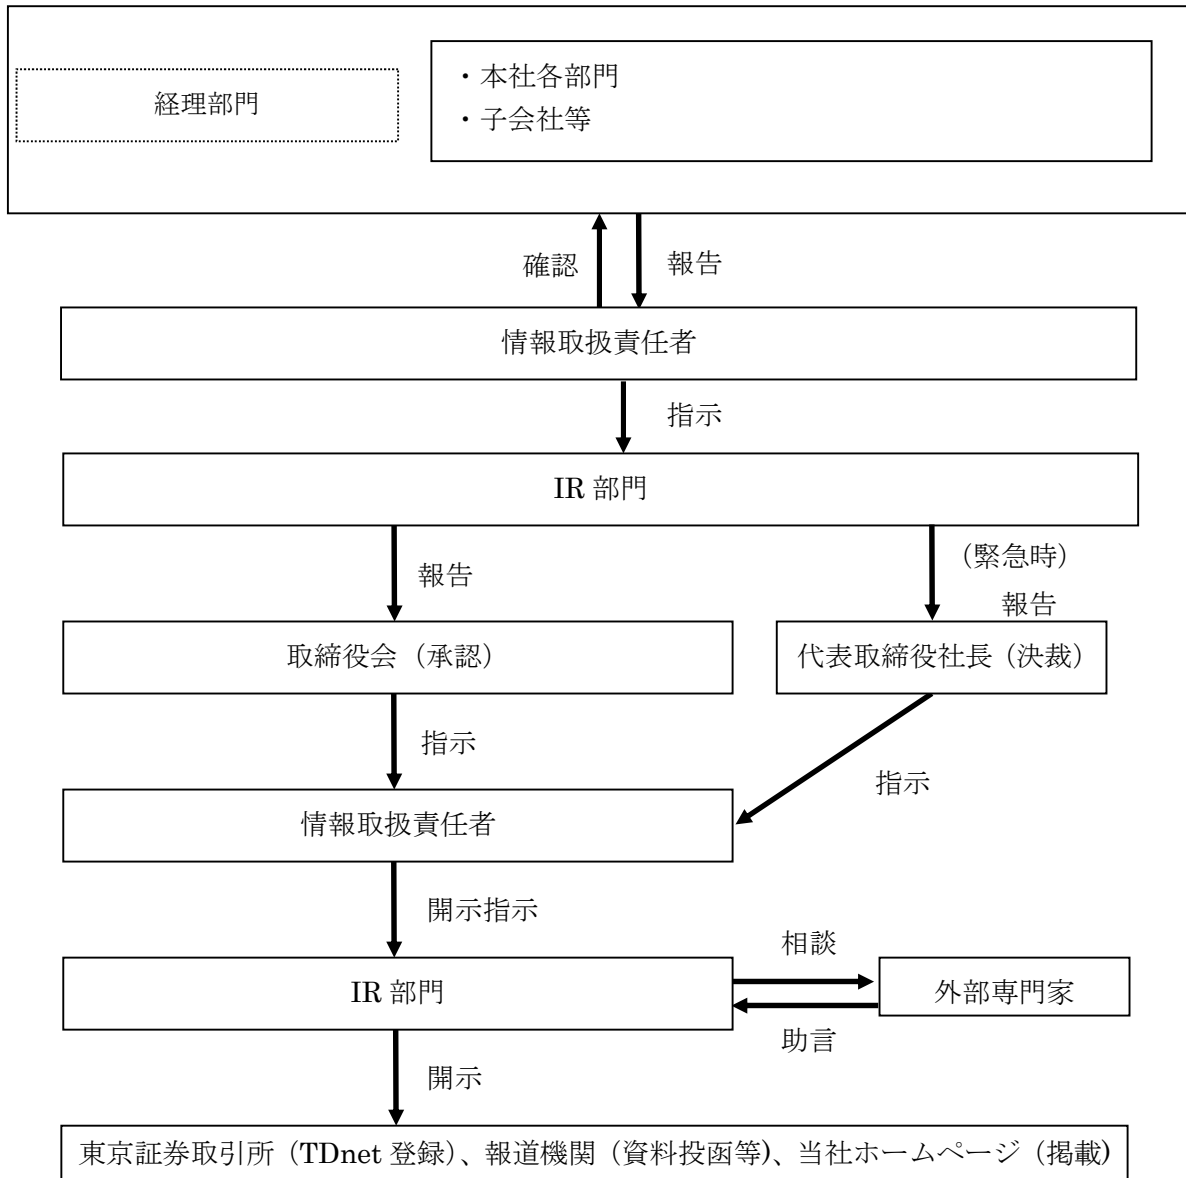 経理部門
・本社各部門
・子会社等
確認
報告
情報取扱責任者
指示
IR 部門
報告
（緊急時）
報告
取締役会（承認）
代表取締役社長（決裁）
指示
指示
情報取扱責任者
開示指示
相談
IR 部門
外部専門家
助言
開示
東京証券取引所（TDnet 登録）、報道機関（資料投函等）、当社ホームページ（掲載）